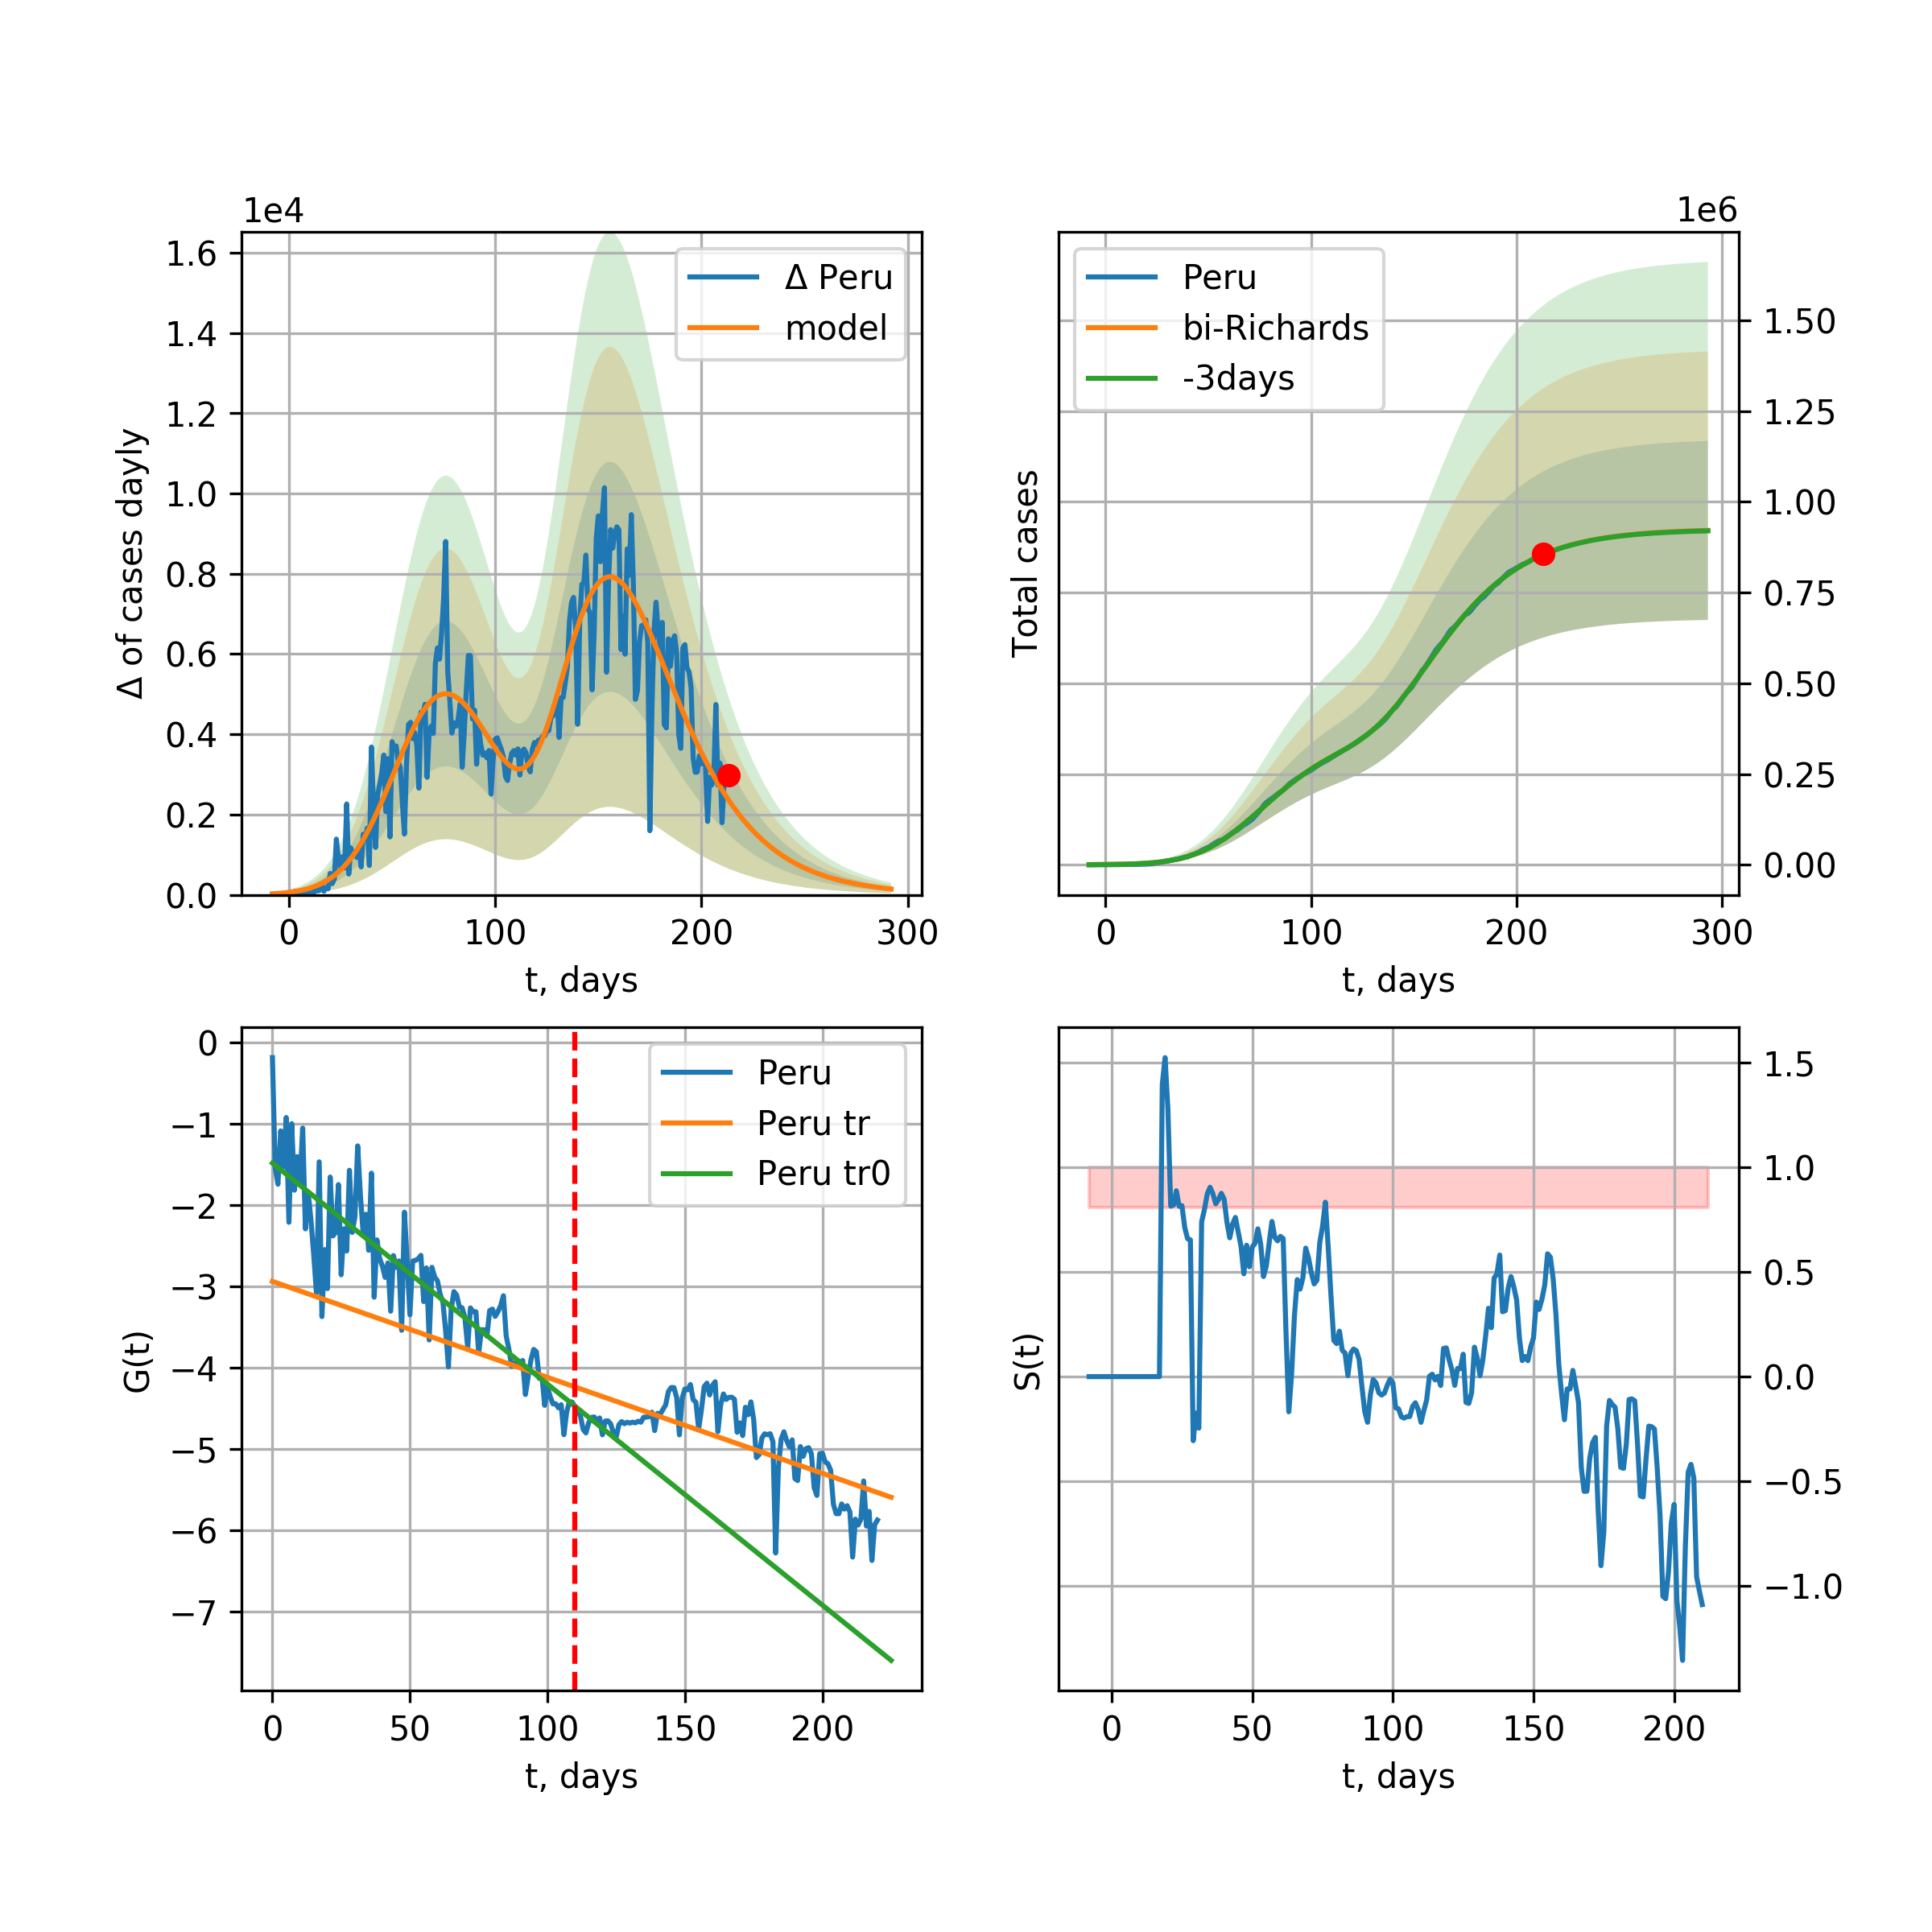 1e4
1.6
1.4
1.2
1.0
0.8
0.6
0.4
0.2
0.0
Δ of cases dayly
Δ Peru
model
0 100 200 300
t, days
1e6
Peru
bi-Richards
-3days
Total cases
1.50
1.25
1.00
0.75
0.50
0.25
0.00
0 100 200 300
t, days
0
−1
−2
−3
−4
−5
−6
−7
G(t)
Peru
Peru tr
Peru tr0
0 50 100 150 200
t, days
S(t)
1.5
1.0
0.5
0.0
−0.5
−1.0
0 50 100 150 200
t, days